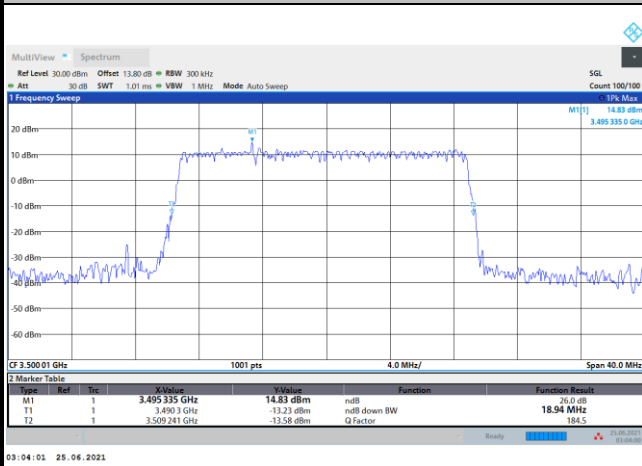 MultiView Spectrum
Ref Level 30.00 dBm Offset 13.80 dB RBW 300 kHz SGL
Att 30 dB SWT 1.01 ms VBW 1 MHz Mode Auto Sweep Count 100/100
1 Frequency Sweep 1Pk Max
M1[1] 14.83 dBm
3.495 335 0 GHz
M1
20 dBm
10 dBm
0 dBm
-10 dBm
T1 T2
-20 dBm
-30 dBm
-40 dBm
-50 dBm
-60 dBm
CF 3.500 01 GHz 1001 pts 4.0 MHz/ Span 40.0 MHz
2 Marker Table
Type Ref Trc X-Value Y-Value Function Function Result
M1 1 3.495 335 GHz 14.83 dBm ndB 26.0 dB
T1 1 3.490 3 GHz -13.23 dBm ndB down BW 18.94 MHz
T2 1 3.509 241 GHz -13.58 dBm Q Factor 184.5
Ready 25.06.2021
03:04:00
03:04:01 25.06.2021